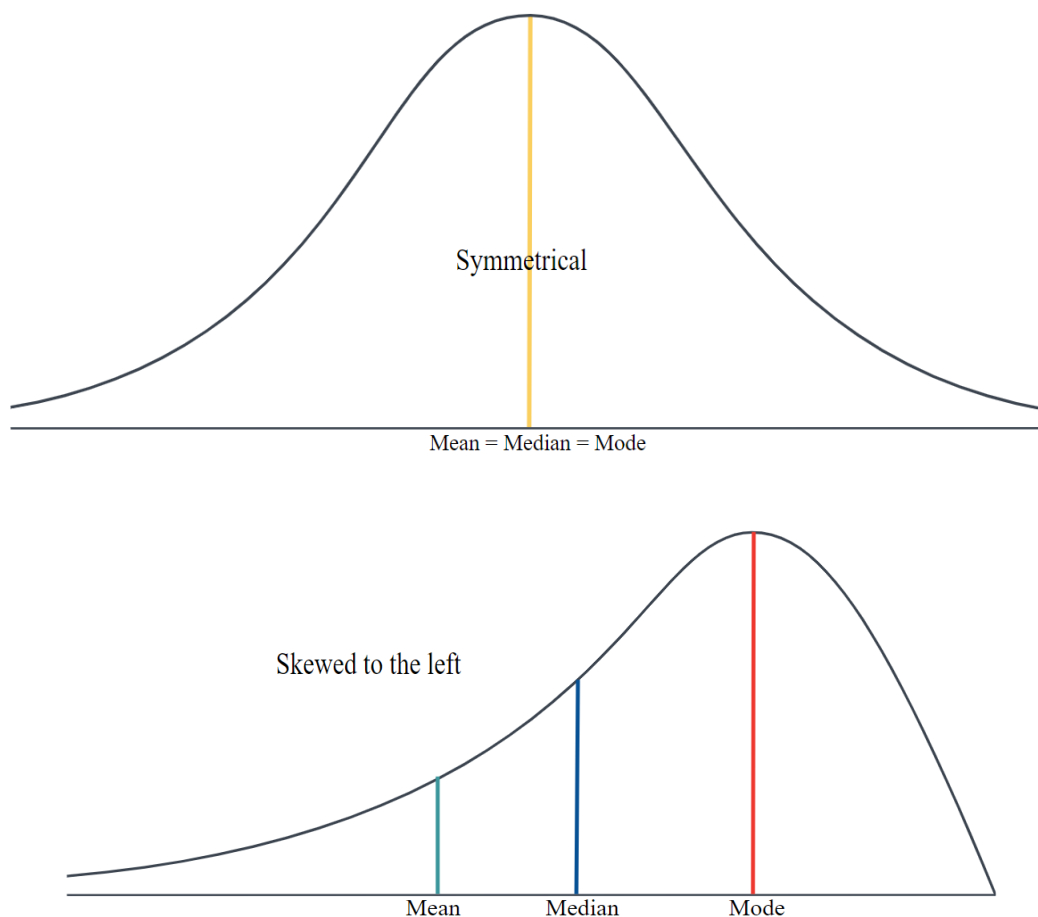 Symmetrical
Mean = Median = Mode
Skewed to the left
Mean Median Mode